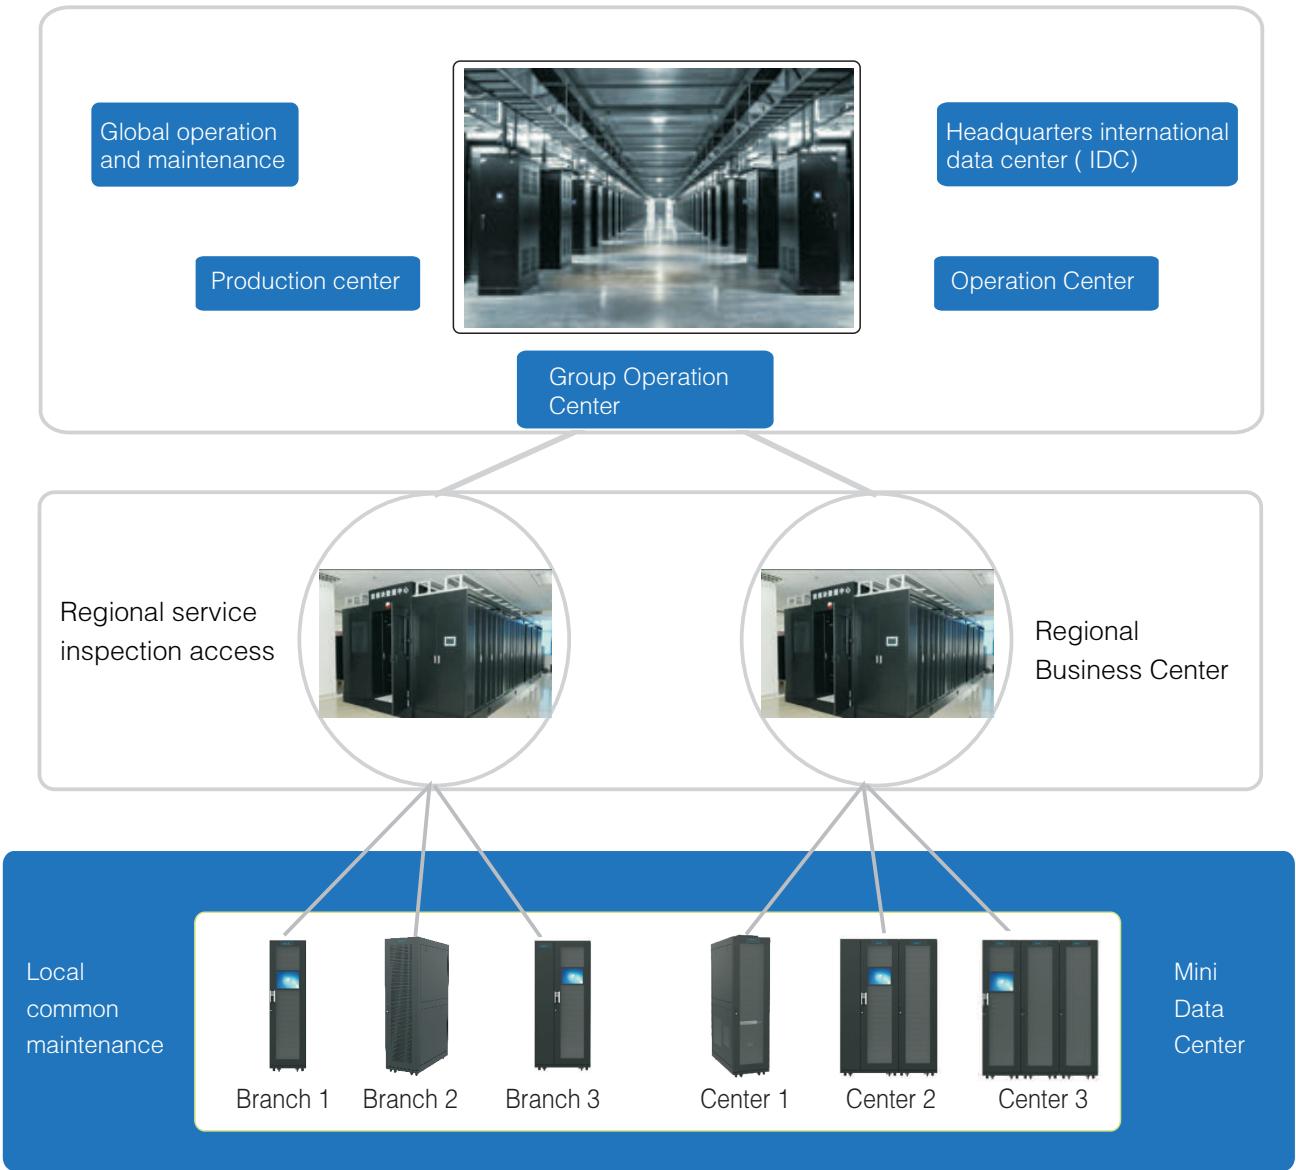 Global operation
and maintenance
Headquarters international
data center ( IDC)
Production center
Operation Center
Group Operation
Center
Regional service
inspection access
Regional
Business Center
Local
common
maintenance
Mini
Data
Center
Branch 1
Branch 2
Branch 3
Center 1
Center 2
Center 3